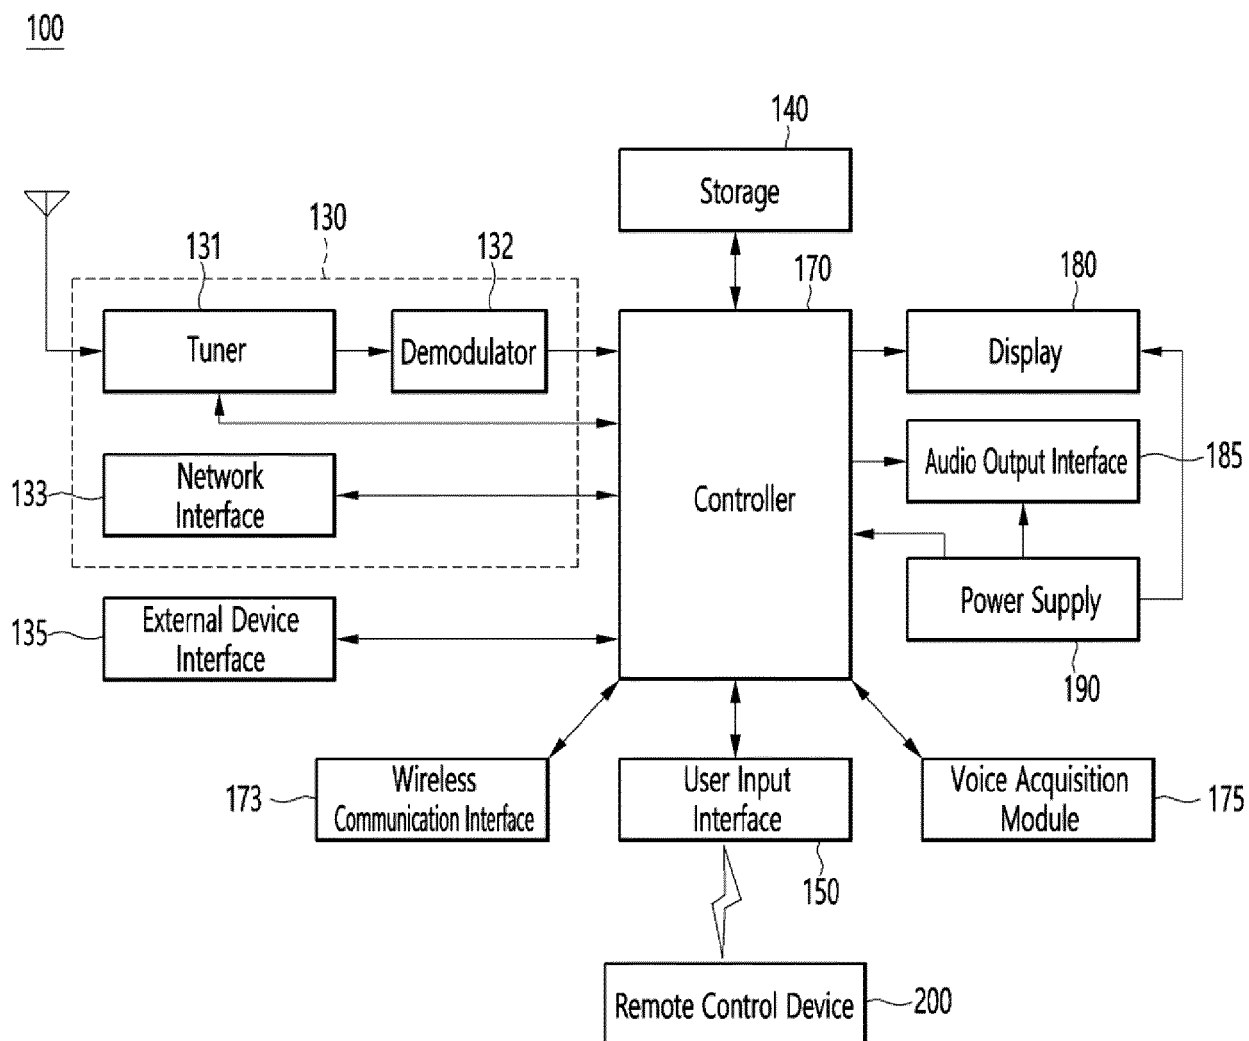 100
140
Storage
130
131
132
170
180
Tuner
Demodulator
Display
Audio Output Interface
185
133
Network
Interface
Controller
Power Supply
190
135
External Device
Interface
173
Wireless
Communication Interface
User Input
Interface
150
Voice Acquisition
Module
175
Remote Control Device
200